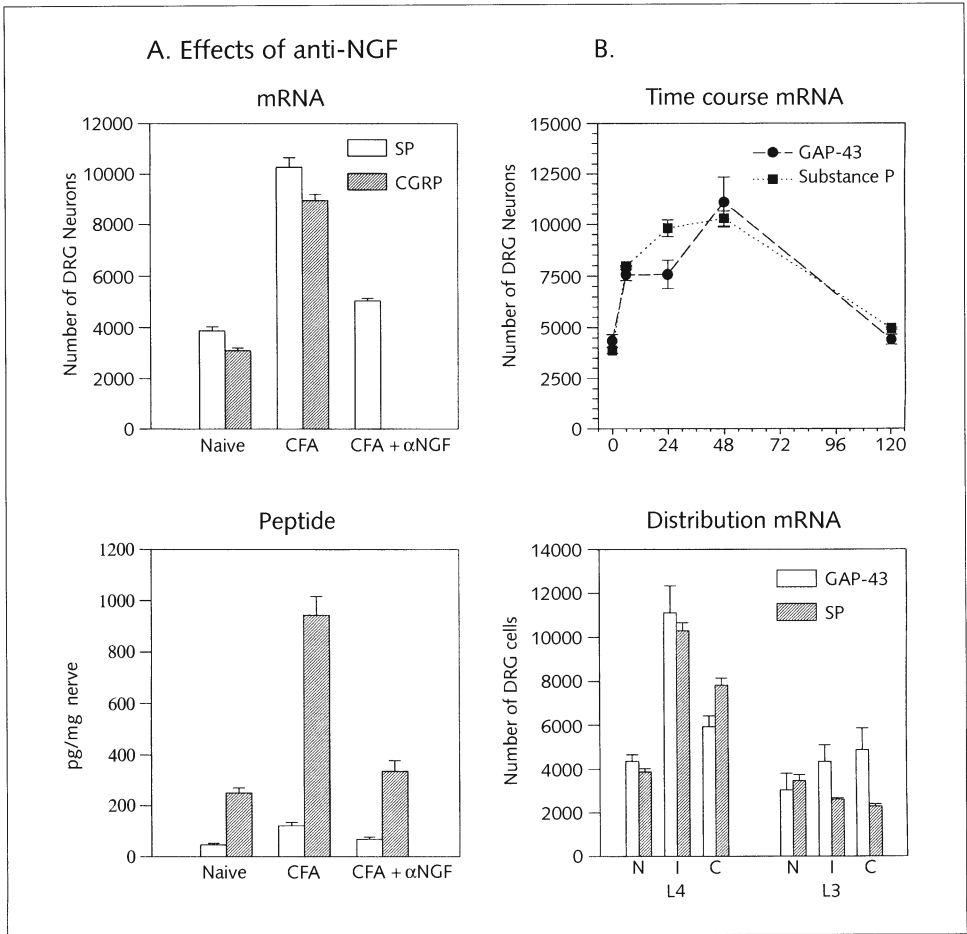 A. Effects of anti-NGF
mRNA
Number of DRG Neurons
12000
10000
8000
6000
4000
2000
0
SP
CGRP
Naive CFA CFA + αNGF
Peptide
pg/mg nerve
1200
1000
800
600
400
200
0
Naive CFA CFA + αNGF
B.
Time course mRNA
Number of DRG Neurons
15000
12500
10000
7500
5000
2500
0
GAP-43
Substance P
0 24 48 72 96 120
Distribution mRNA
Number of DRG cells
14000
12000
10000
8000
6000
4000
2000
0
GAP-43
SP
N I C N I C
L4 L3